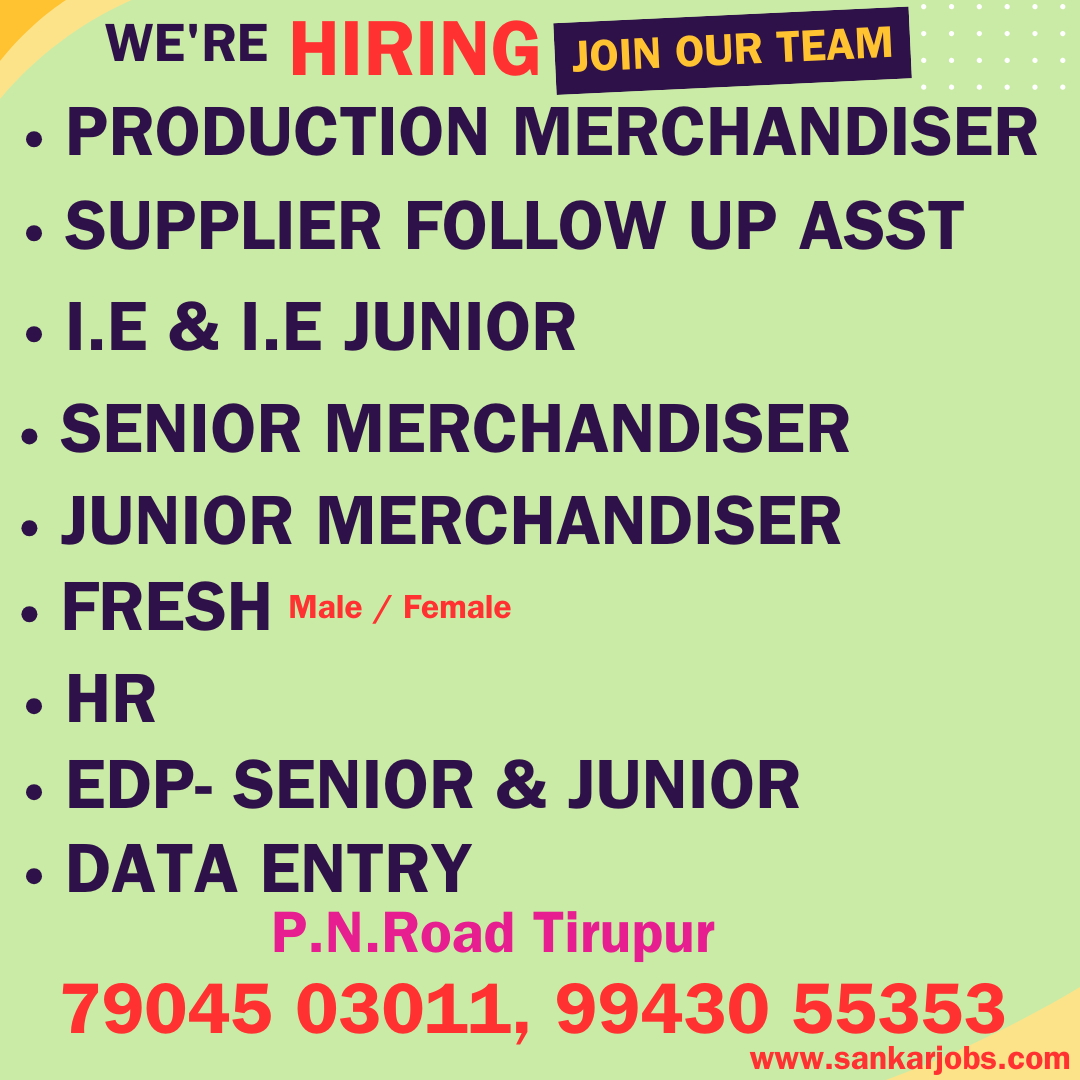 WE'RE HIRING JOIN OUR TEAM
• PRODUCTION MERCHANDISER
• SUPPLIER FOLLOW UP ASST
• I.E & I.E JUNIOR
• SENIOR MERCHANDISER
• JUNIOR MERCHANDISER
• FRESH Male / Female
• HR
• EDP- SENIOR & JUNIOR
• DATA ENTRY
P.N.Road Tirupur
79045 03011, 99430 55353
www.sankarjobs.com